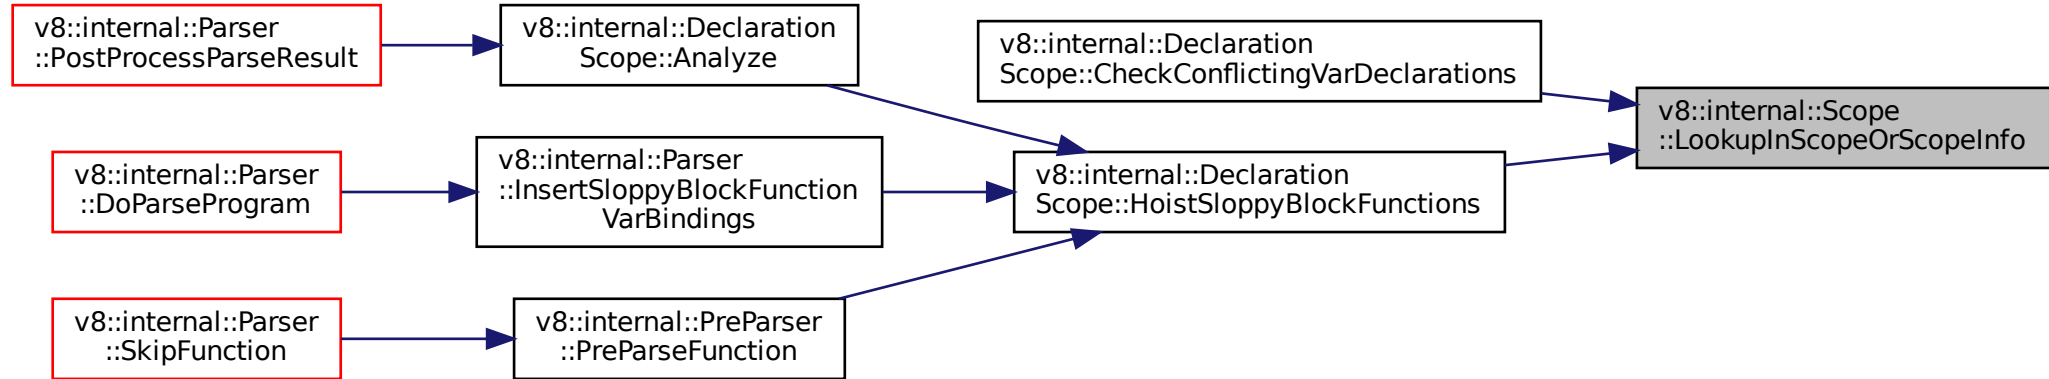 v8::internal::Parser
::PostProcessParseResult
v8::internal::Declaration
Scope::Analyze
v8::internal::Declaration
Scope::CheckConflictingVarDeclarations
v8::internal::Scope
::LookupInScopeOrScopeInfo
v8::internal::Parser
::DoParseProgram
v8::internal::Parser
::InsertSloppyBlockFunction
VarBindings
v8::internal::Declaration
Scope::HoistSloppyBlockFunctions
v8::internal::Parser
::SkipFunction
v8::internal::PreParser
::PreParseFunction